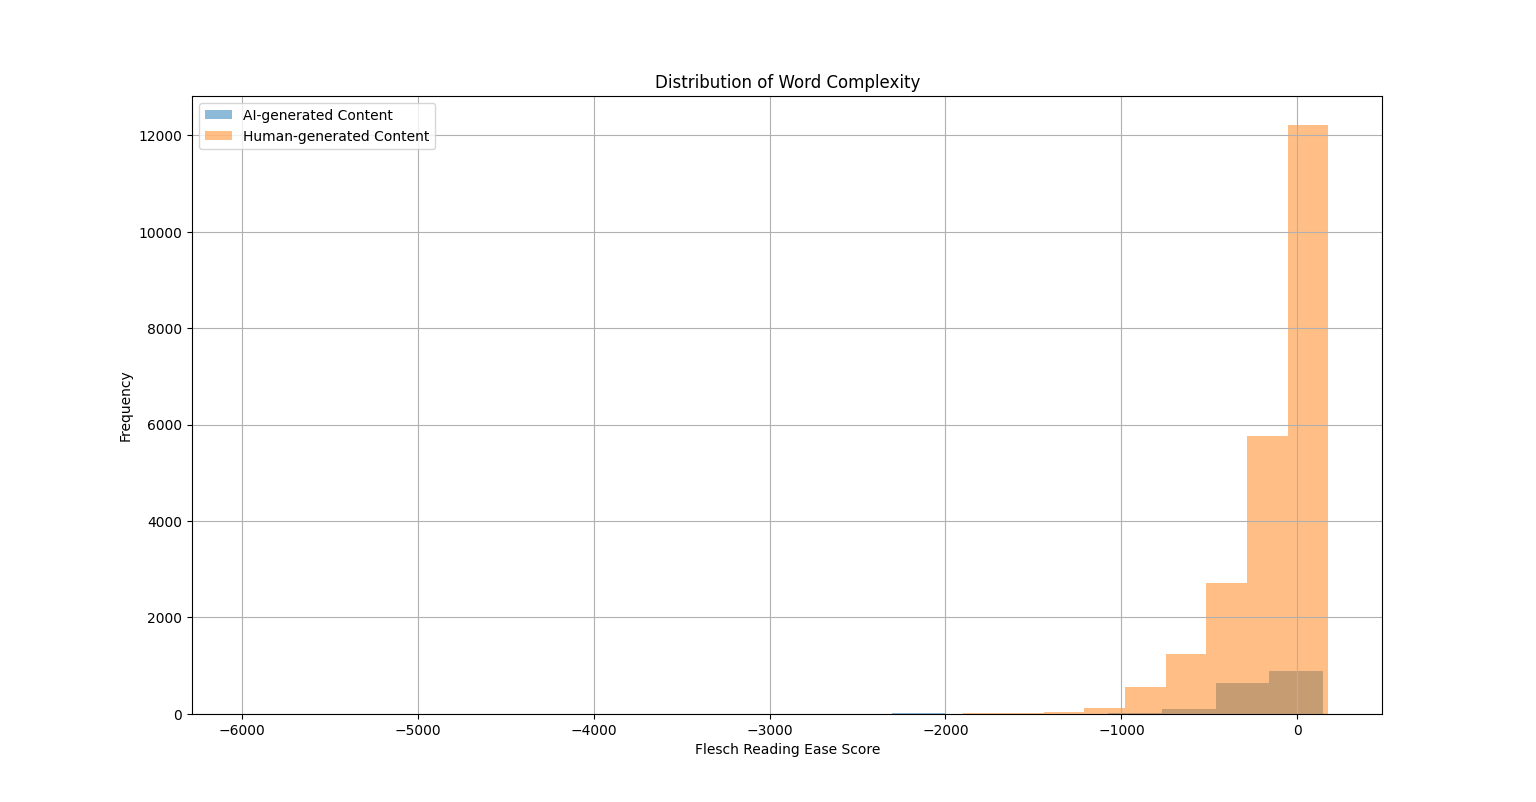 Distribution of Word Complexity
AI-generated Content
Human-generated Content
12000
10000
8000
6000
4000
2000
0
Frequency
−6000
−5000
−4000
−3000
−2000
−1000
0
Flesch Reading Ease Score